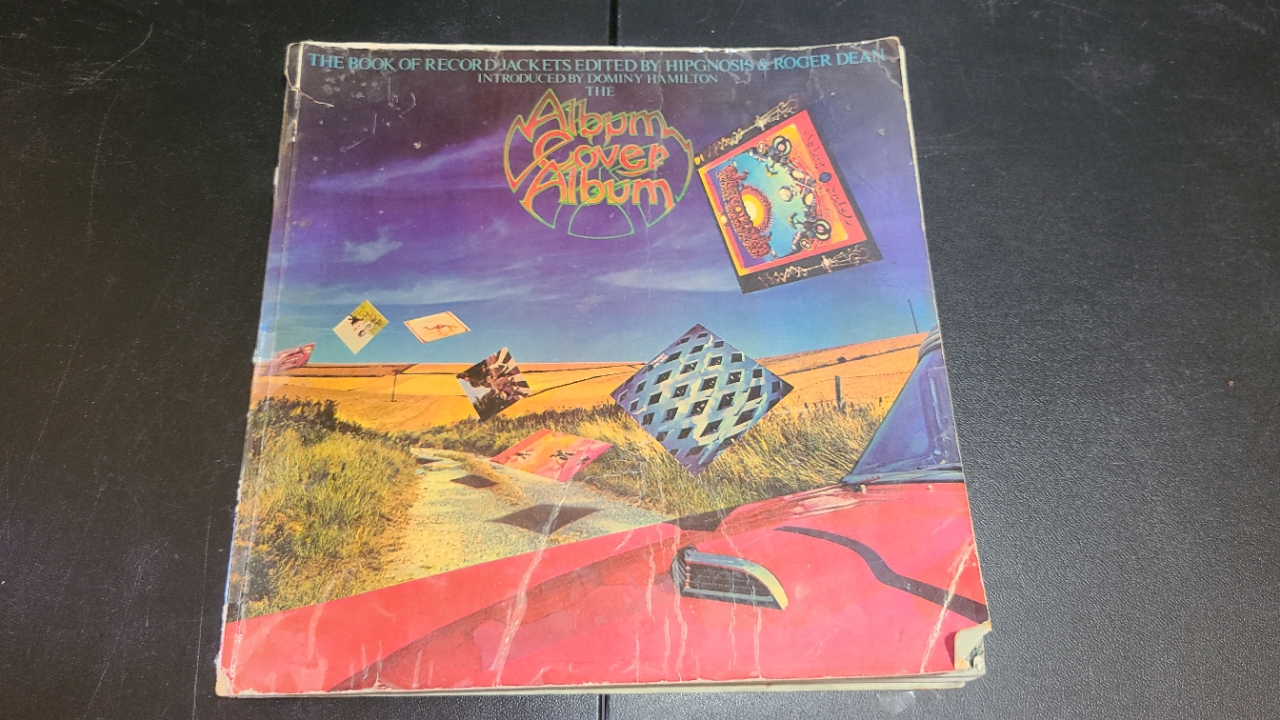 THE BOOK OF RECORD JACKETS EDITED BY HIPGNOSIS & ROGER DEAN
INTRODUCED BY DOMINY HAMILTON
THE
Album
Cover
Album